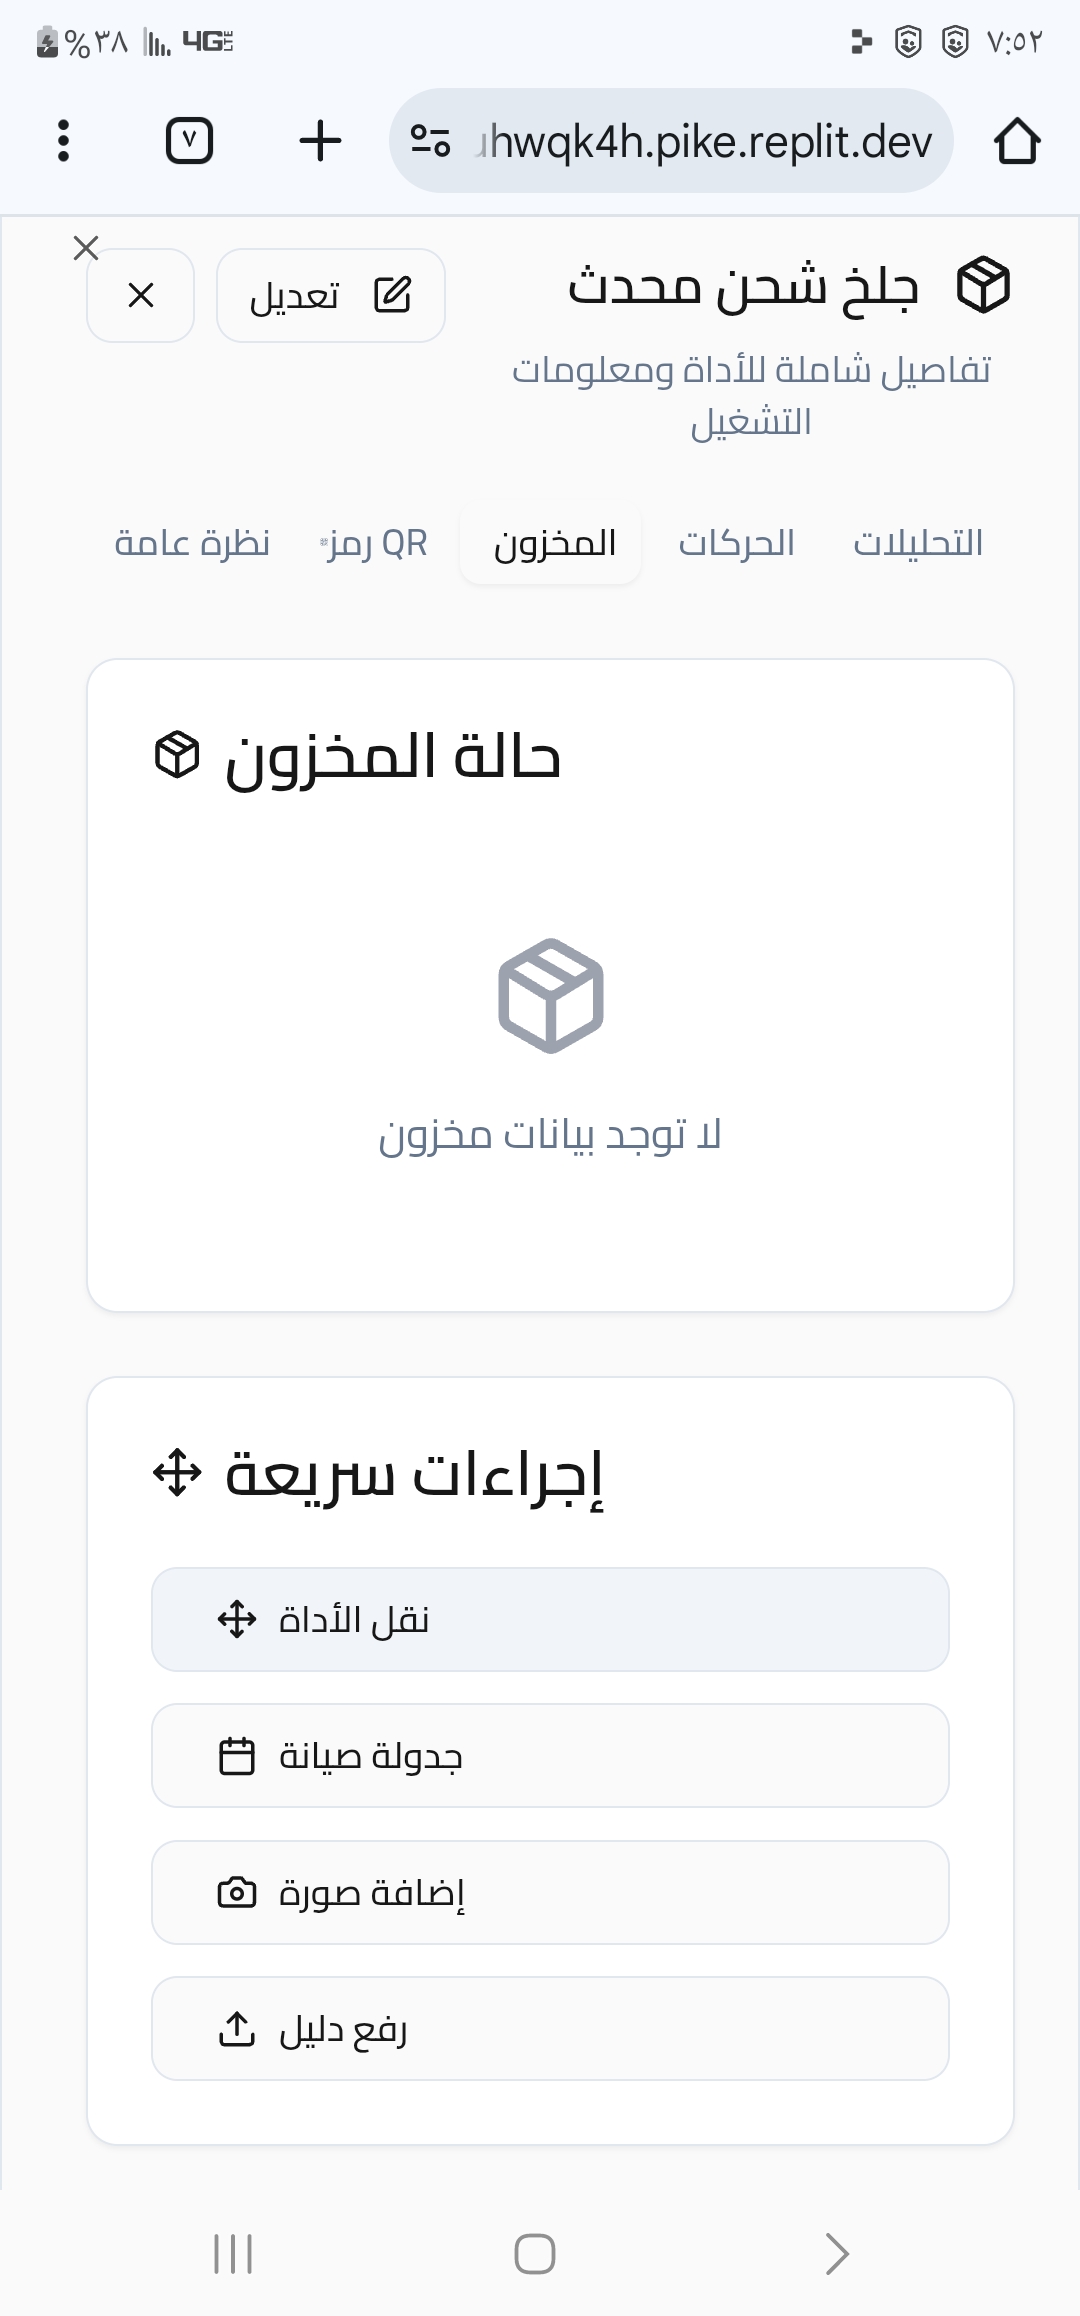 ٧:٥٢
4G LTE
%٣٨
hwqk4h.pike.replit.dev
٧
جلخ شحن محدث
تعديل
تفاصيل شاملة للأداة ومعلومات
التشغيل
التحليلات
الحركات
المخزون
رمز QR
نظرة عامة
حالة المخزون
لا توجد بيانات مخزون
إجراءات سريعة
نقل الأداة
جدولة صيانة
إضافة صورة
رفع دليل